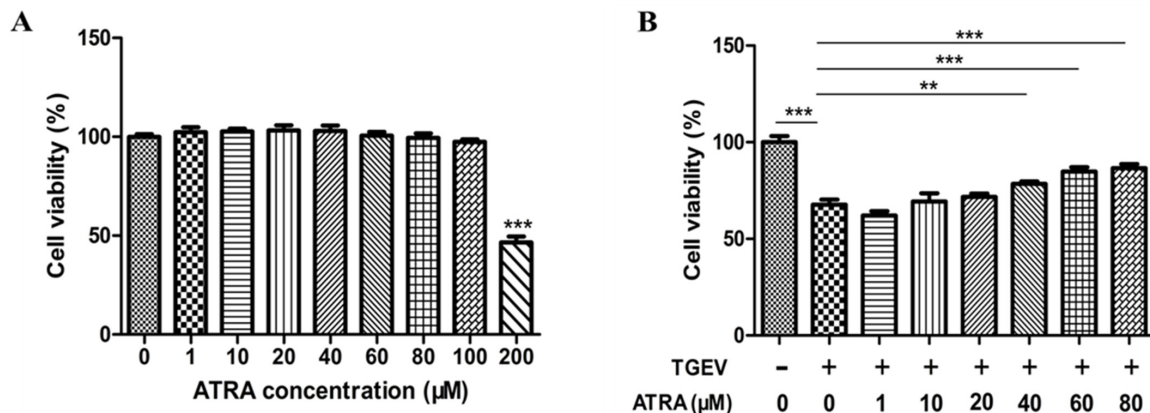 A
150
100
50
0
Cell viability (%)
***
0 1 10 20 40 60 80 100 200
ATRA concentration (µM)
B
150
100
50
0
Cell viability (%)
***
***
**
***
TGEV - + + + + + + +
ATRA (µM) 0 0 1 10 20 40 60 80